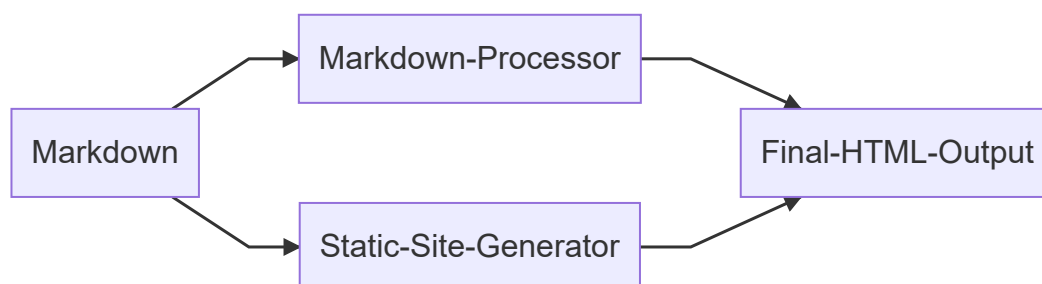 Markdown-Processor
Markdown
Final-HTML-Output
Static-Site-Generator